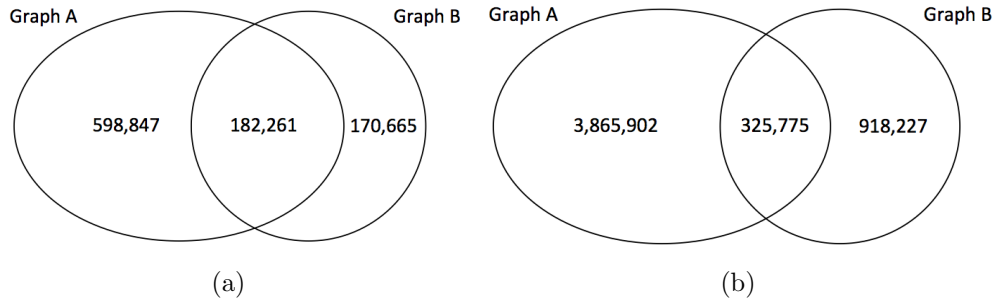 Graph A
Graph B
598,847
182,261
170,665
(a)
Graph A
Graph B
3,865,902
325,775
918,227
(b)